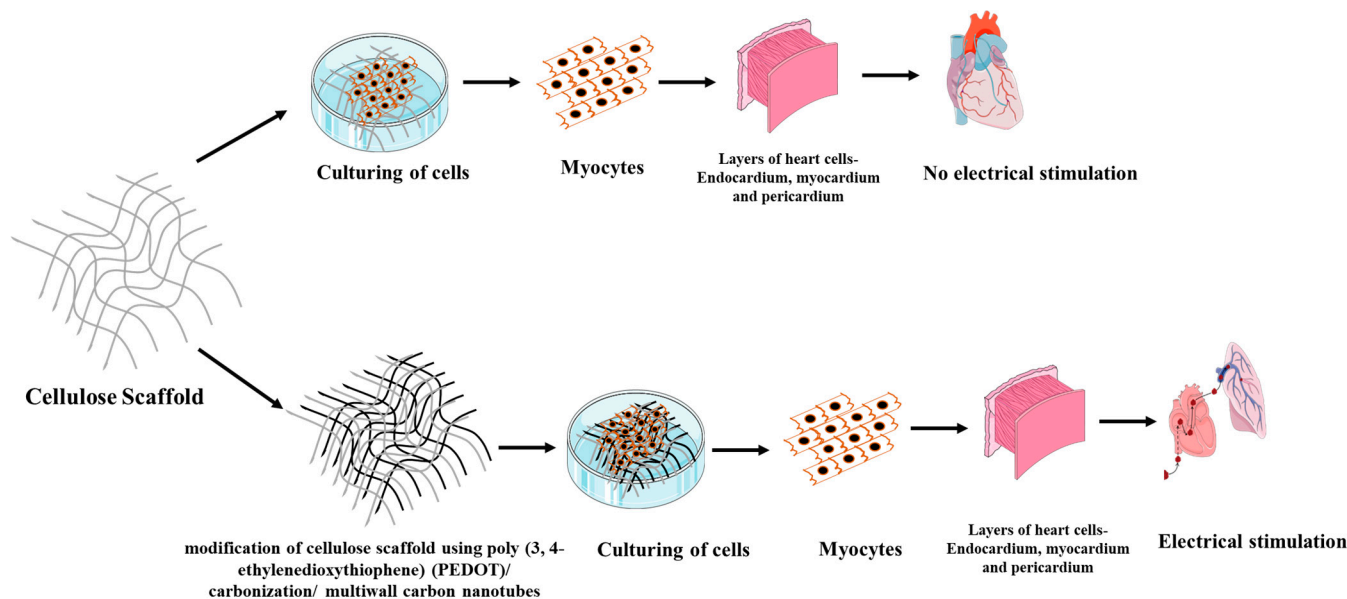 Culturing of cells
Myocytes
Layers of heart cells-
Endocardium, myocardium
and pericardium
No electrical stimulation
Cellulose Scaffold
modification of cellulose scaffold using poly (3, 4-
ethylenedioxythiophene) (PEDOT)/
carbonization/ multiwall carbon nanotubes
Culturing of cells
Myocytes
Layers of heart cells-
Endocardium, myocardium
and pericardium
Electrical stimulation